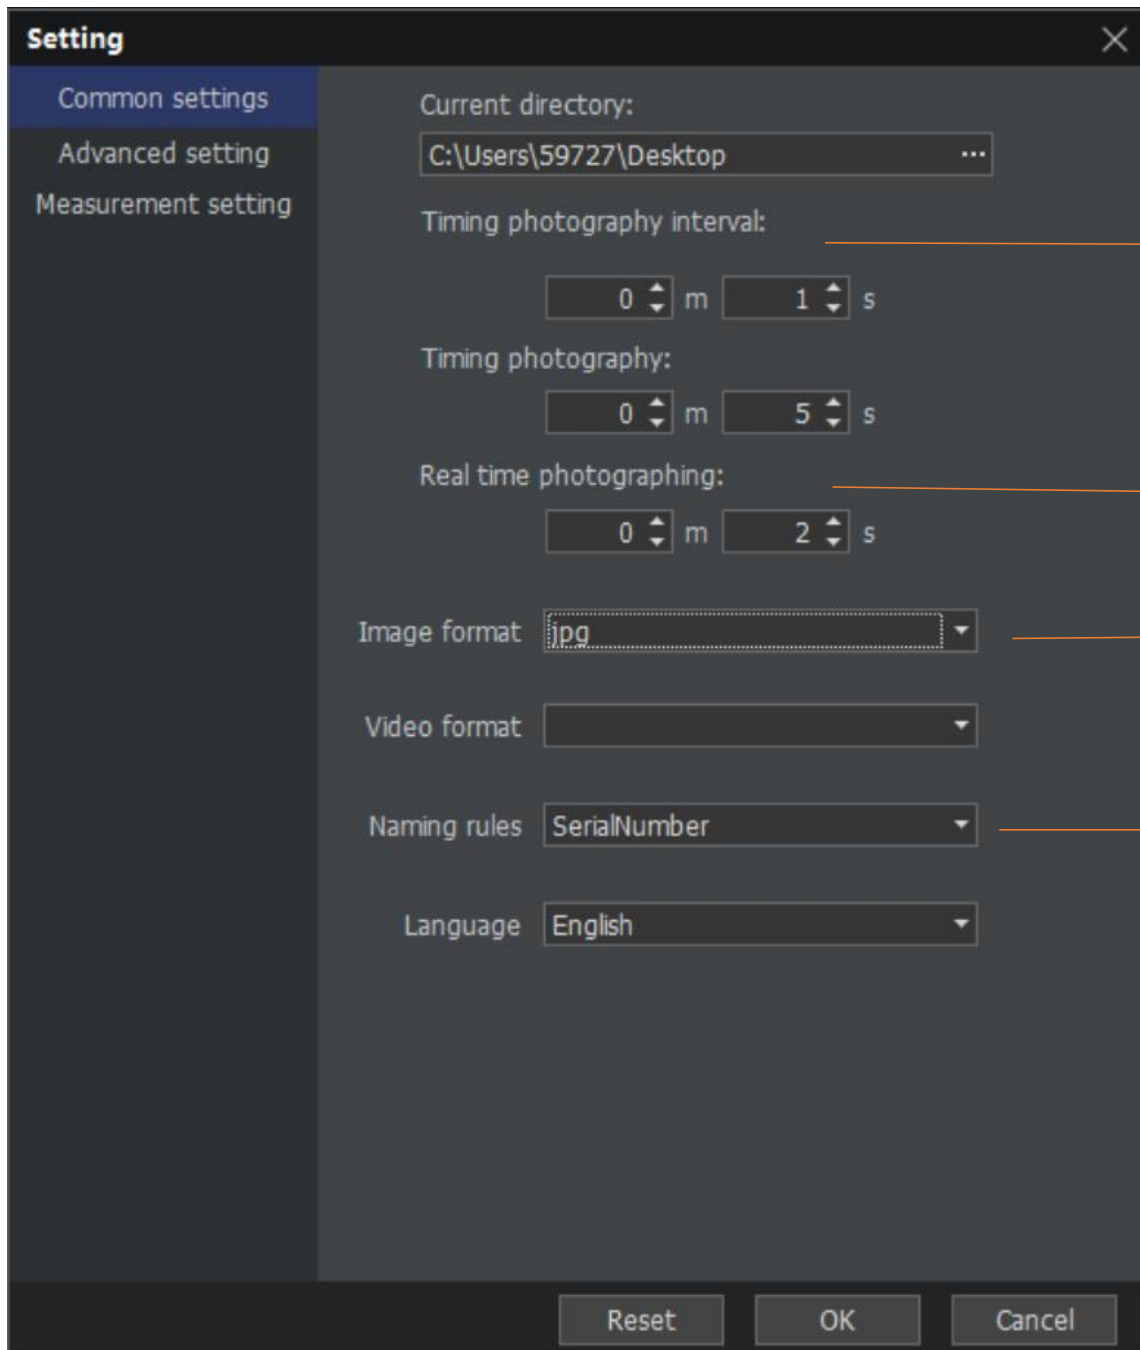 Setting
Common settings
Advanced setting
Measurement setting
Current directory:
C:\Users\59727\Desktop ...
Timing photography interval:
0 m 1 s
Timing photography:
0 m 5 s
Real time photographing:
0 m 2 s
Image format jpg
Video format
Naming rules SerialNumber
Language English
Reset OK Cancel